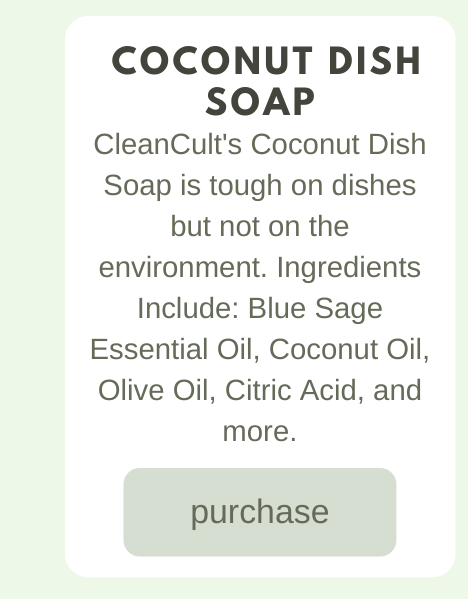 COCONUT DISH
SOAP
CleanCult's Coconut Dish
Soap is tough on dishes
but not on the
environment. Ingredients
Include: Blue Sage
Essential Oil, Coconut Oil,
Olive Oil, Citric Acid, and
more.
purchase